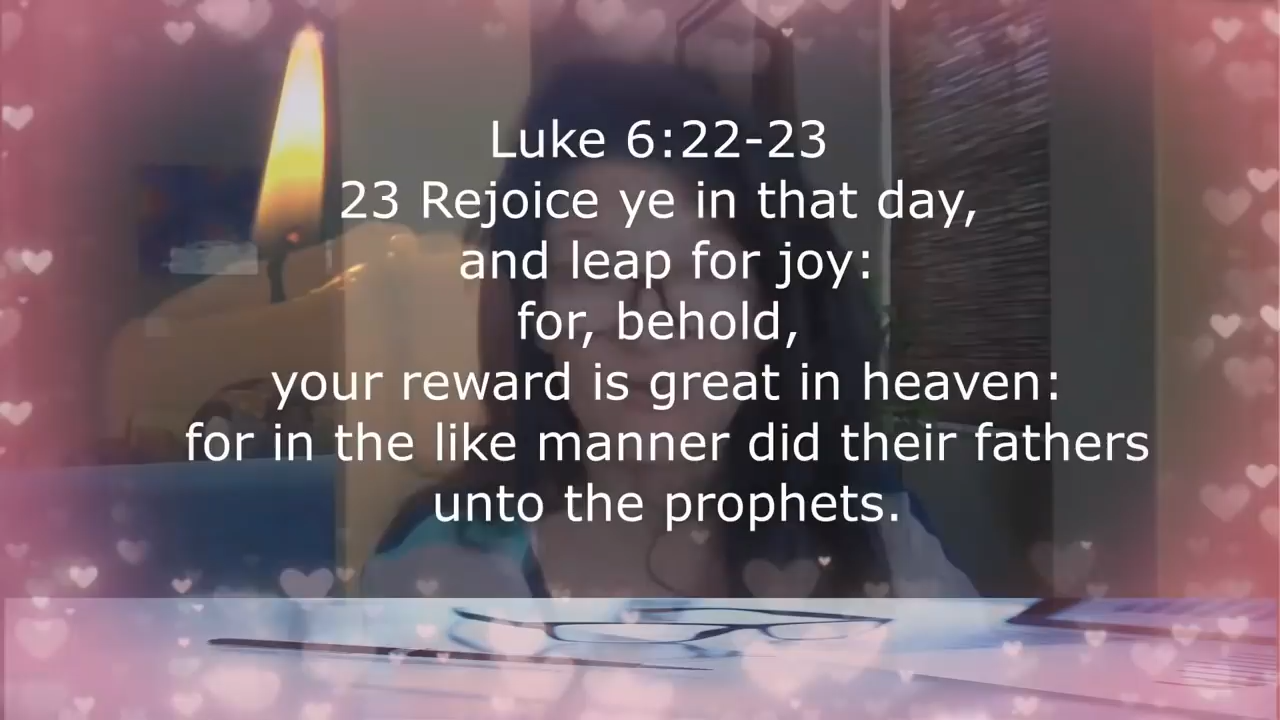 Luke 6:22-23
23 Rejoice ye in that day,
and leap for joy:
for, behold,
your reward is great in heaven:
for in the like manner did their fathers
unto the prophets.